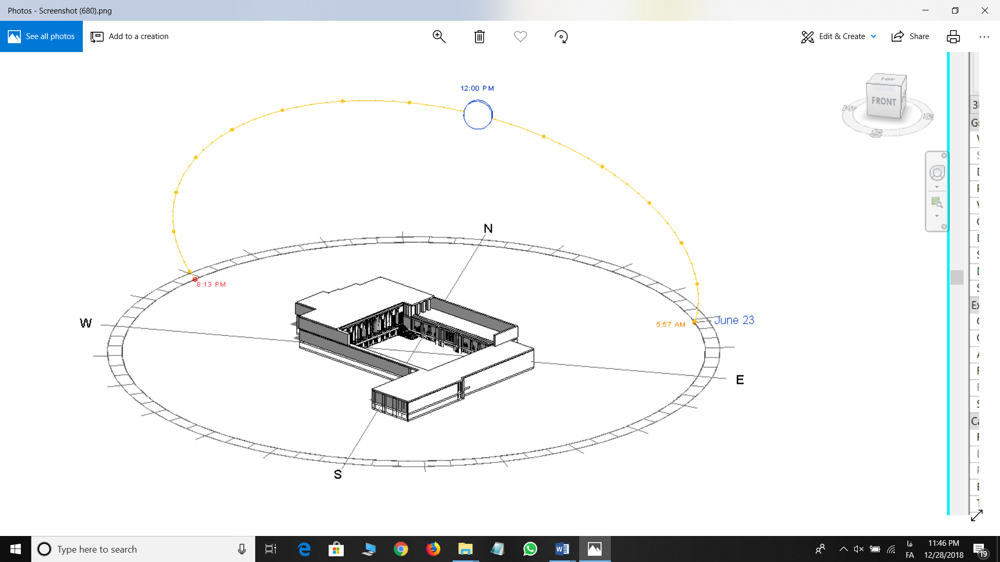 Photos - Screenshot (680).png
See all photos
Add to a creation
Edit & Create
Share
12:00 PM
TOP
FRONT
N
8:13 PM
W
5:57 AM
June 23
E
S
Type here to search
فا
FA
11:46 PM
12/28/2018
19